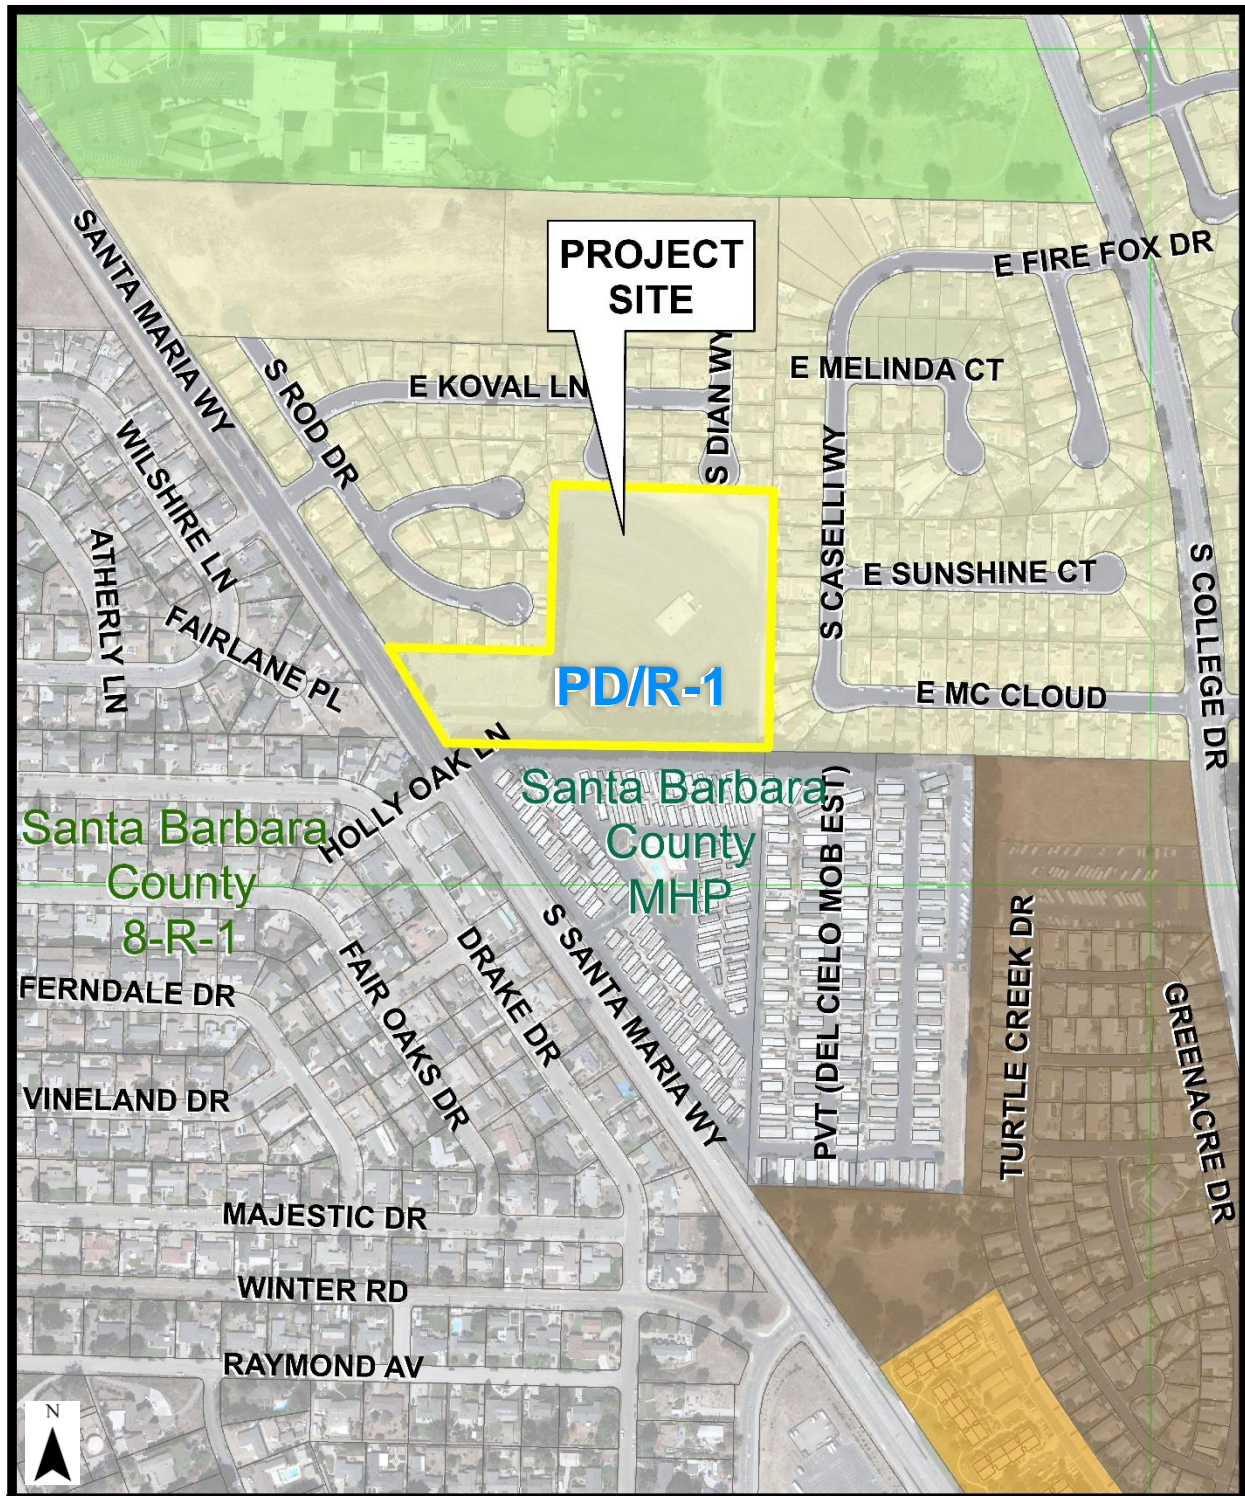 E FIRE FOX DR
SANTA MARIA WY
PROJECT
SITE
S DIAN WY
E MELINDA CT
E KOVAL LN
S ROD DR
WILSHIRE LN
S CASELLI WY
ATHERLY LN
E SUNSHINE CT
S COLLEGE DR
FAIRLANE PL
PD/R-1
E MC CLOUD
HOLLY OAK LN
Santa Barbara
County
MHP
PVT (DEL CIELO MOB EST)
Santa Barbara
County
8-R-1
FERNDALE DR
FAIR OAKS DR
DRAKE DR
S SANTA MARIA WY
TURTLE CREEK DR
GREENACRE DR
VINELAND DR
MAJESTIC DR
WINTER RD
RAYMOND AV
N